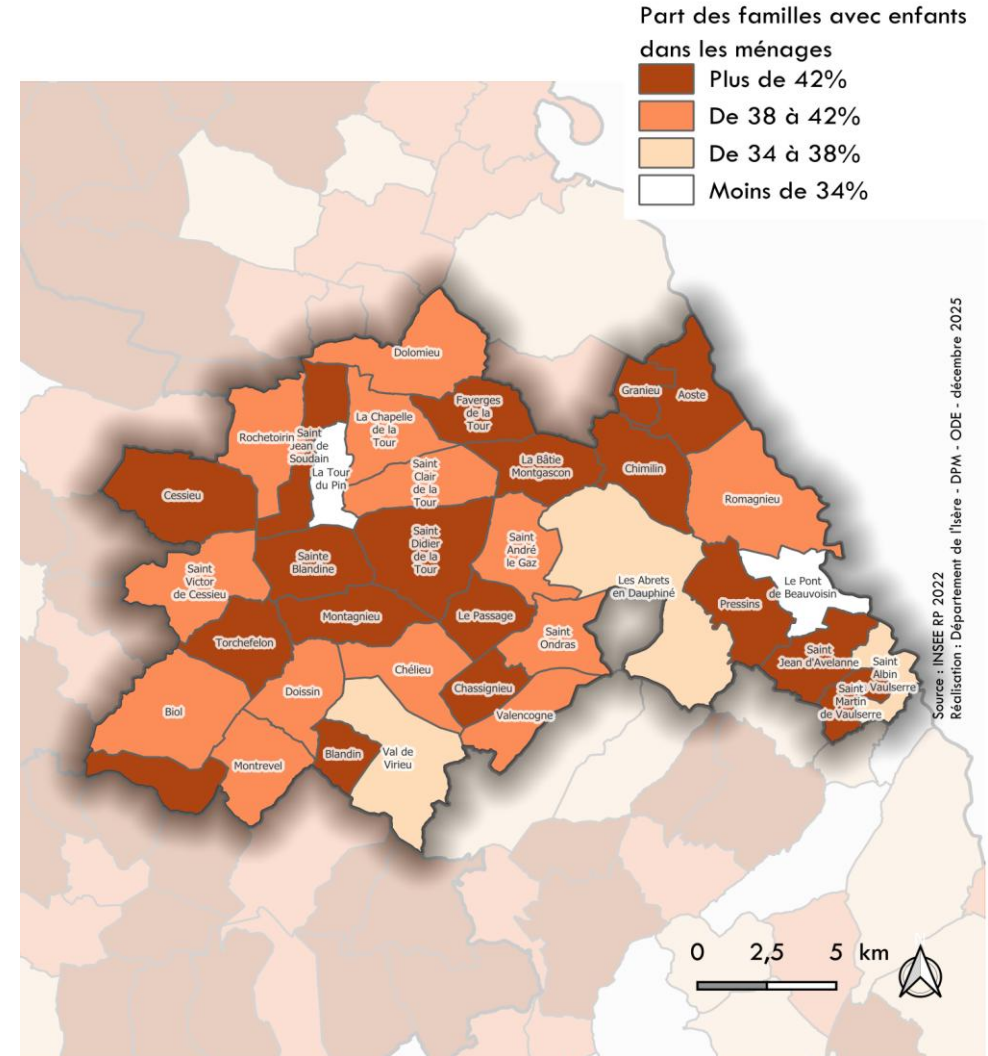 Part des familles avec enfants
dans les ménages
Plus de 42%
De 38 à 42%
De 34 à 38%
Moins de 34%
Dolomieu
Granieu
Aoste
Faverges
de la
Tour
La Chapelle
de la
Tour
Rochetoirin
Saint
Jean de
Soudain
La Tour
du Pin
Saint
Clair
de la
Tour
La Bâtie
Montgascon
Chimilin
Cessieu
Romagnieu
Saint
Didier
de la
Tour
Saint
André
le Gaz
Sainte
Blandine
Saint
Victor
de Cessieu
Les Abrets
en Dauphiné
Le Pont
de Beauvoisin
Pressins
Montagnieu
Le Passage
Torchefelon
Saint
Ondras
Saint
Jean d'Avelanne
Saint
Albin
Vaulserre
Saint
Martin
de Vaulserre
Chélieu
Chassignieu
Doissin
Biol
Valencogne
Blandin
Val de
Virieu
Montrevel
Source : INSEE RP 2022
Réalisation : Département de l'Isère - DPM - ODE - décembre 2025
0 2,5 5 km